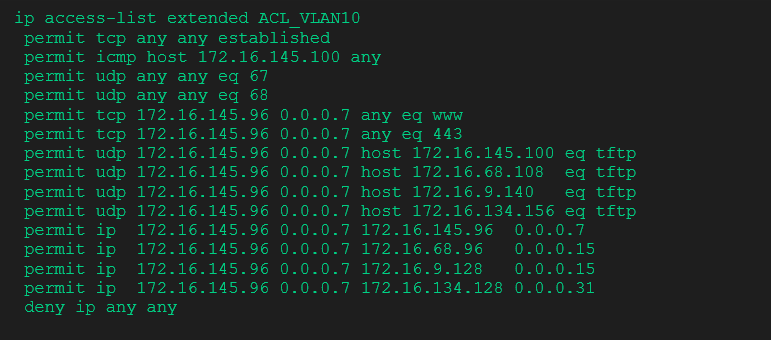 ip access-list extended ACL_VLAN10
permit tcp any any established
permit icmp host 172.16.145.100 any
permit udp any any eq 67
permit udp any any eq 68
permit tcp 172.16.145.96 0.0.0.7 any eq www
permit tcp 172.16.145.96 0.0.0.7 any eq 443
permit udp 172.16.145.96 0.0.0.7 host 172.16.145.100 eq tftp
permit udp 172.16.145.96 0.0.0.7 host 172.16.68.108  eq tftp
permit udp 172.16.145.96 0.0.0.7 host 172.16.9.140   eq tftp
permit udp 172.16.145.96 0.0.0.7 host 172.16.134.156 eq tftp
permit ip  172.16.145.96 0.0.0.7 172.16.145.96  0.0.0.7
permit ip  172.16.145.96 0.0.0.7 172.16.68.96   0.0.0.15
permit ip  172.16.145.96 0.0.0.7 172.16.9.128   0.0.0.15
permit ip  172.16.145.96 0.0.0.7 172.16.134.128 0.0.0.31
deny ip any any